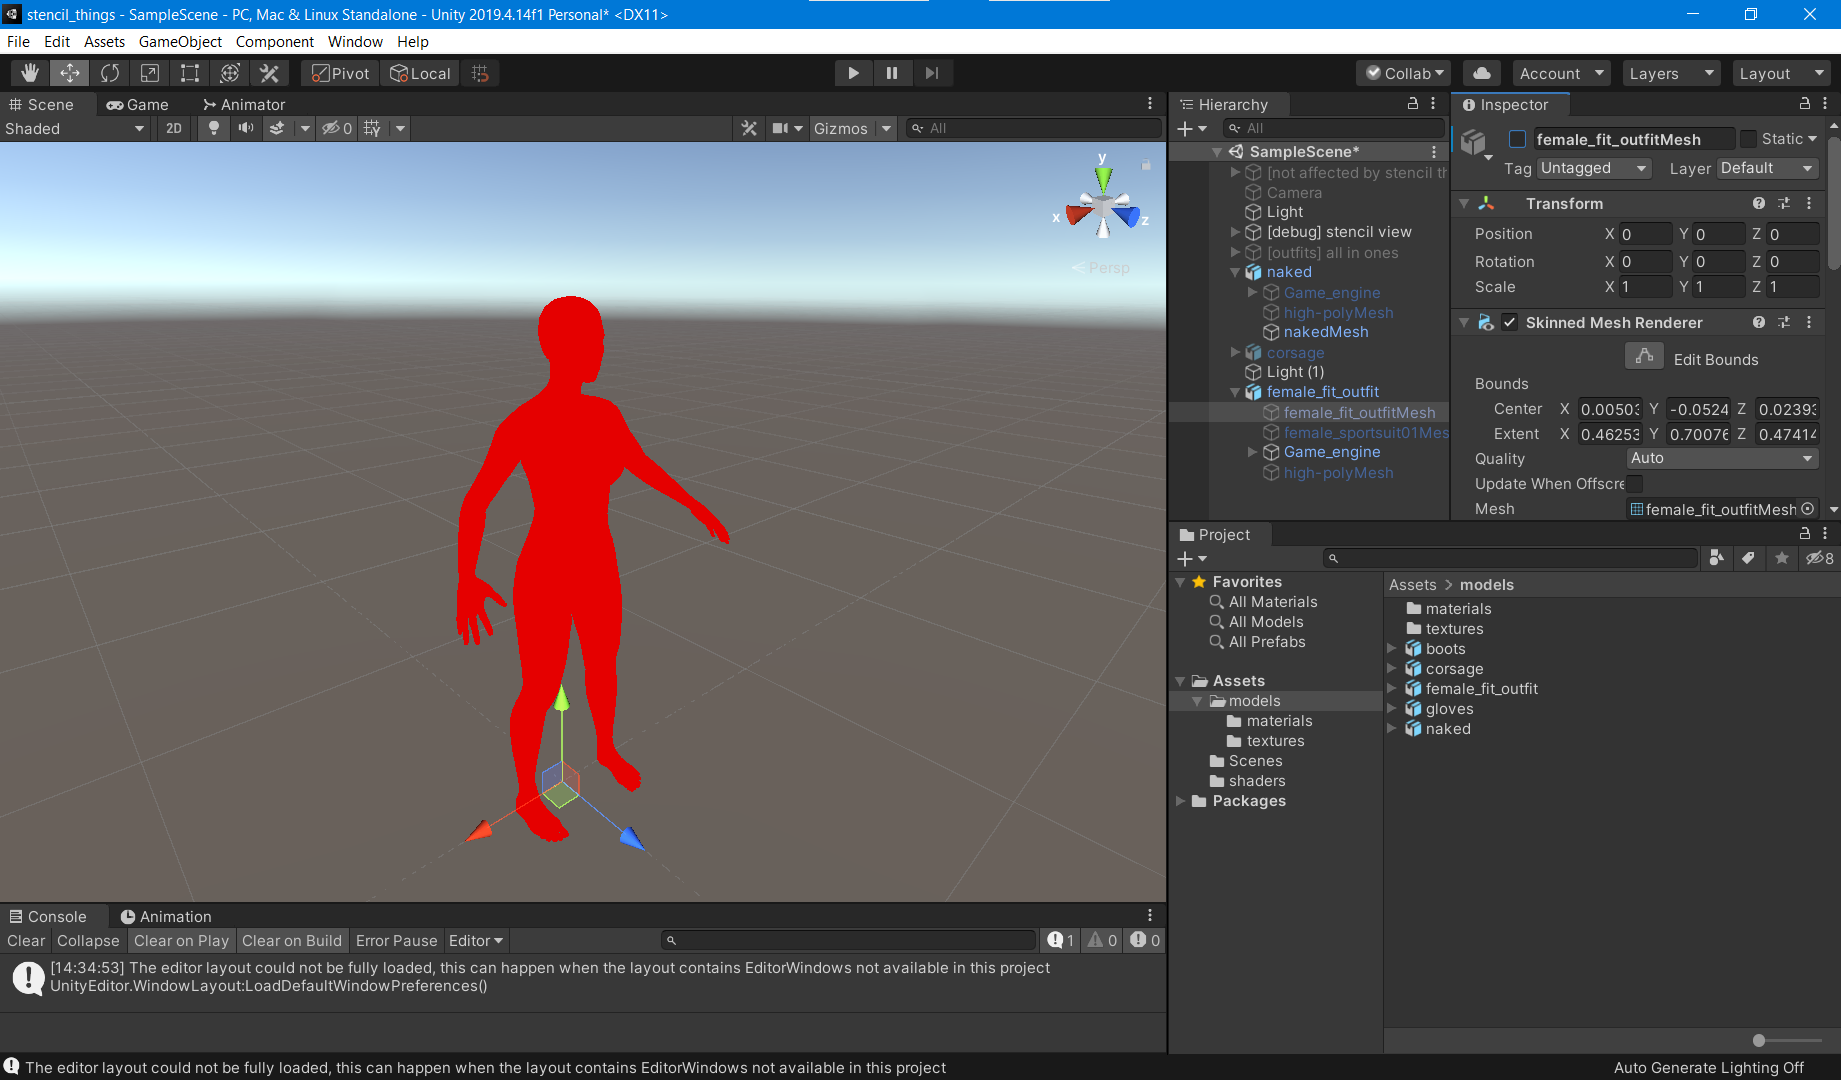 stencil_things - SampleScene - PC, Mac & Linux Standalone - Unity 2019.4.14f1 Personal* <DX11>
File Edit Assets GameObject Component Window Help
Pivot Local Collab Account Layers Layout
Scene Game Animator
Shaded 2D 0 Gizmos All
y
x
z
Persp
Hierarchy
All
SampleScene*
[not affected by stencil th
Camera
Light
[debug] stencil view
[outfits] all in ones
naked
Game_engine
high-polyMesh
nakedMesh
corsage
Light (1)
female_fit_outfit
female_fit_outfitMesh
female_sportsuit01Mes
Game_engine
high-polyMesh
Inspector
female_fit_outfitMesh Static
Tag Untagged Layer Default
Transform
Position X 0 Y 0 Z 0
Rotation X 0 Y 0 Z 0
Scale X 1 Y 1 Z 1
Skinned Mesh Renderer
Edit Bounds
Bounds
Center X 0.00503 Y -0.0524 Z 0.02393
Extent X 0.46253 Y 0.70076 Z 0.47414
Quality Auto
Update When Offscre
Mesh female_fit_outfitMesh
Project
8
Favorites
All Materials
All Models
All Prefabs
Assets
models
materials
textures
Scenes
shaders
Packages
Assets > models
materials
textures
boots
corsage
female_fit_outfit
gloves
naked
Console Animation
Clear Collapse Clear on Play Clear on Build Error Pause Editor 1 0 0
[14:34:53] The editor layout could not be fully loaded, this can happen when the layout contains EditorWindows not available in this project
UnityEditor.WindowLayout:LoadDefaultWindowPreferences()
The editor layout could not be fully loaded, this can happen when the layout contains EditorWindows not available in this project
Auto Generate Lighting Off